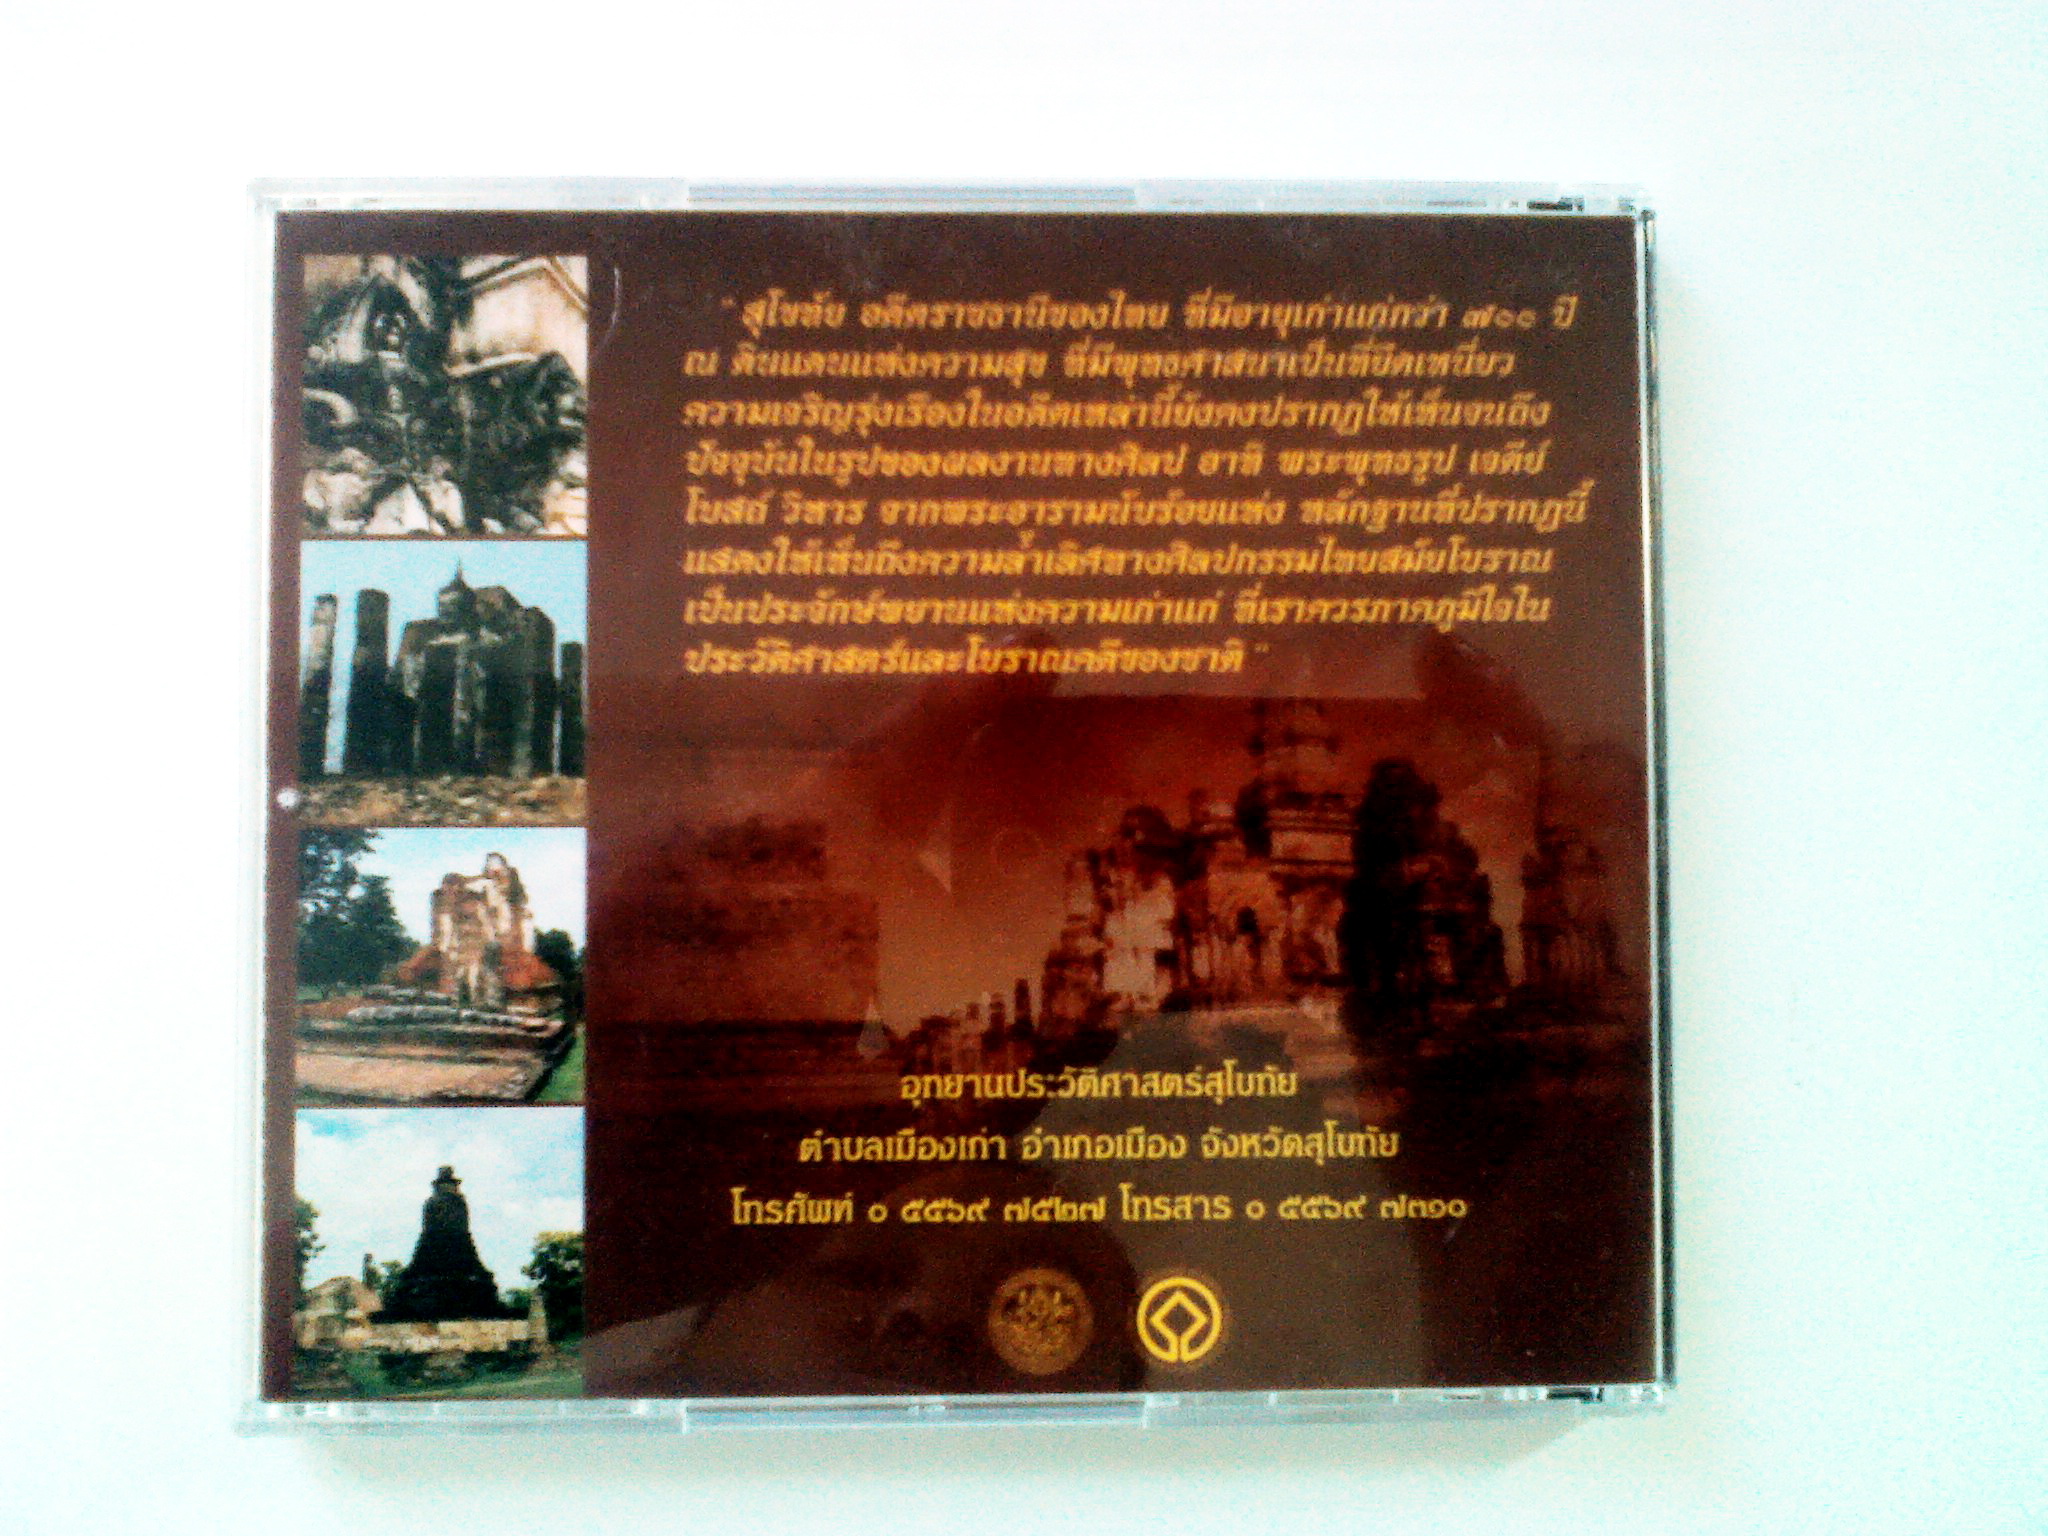 "สุโขทัย อดีตราชธานีของไทย ที่มีอายุเก่าแก่กว่า ๗๐๐ ปี
ณ ดินแดนแห่งความสุข ที่มีพุทธศาสนาเป็นที่ยึดเหนี่ยว
ความเจริญรุ่งเรืองในอดีตเหล่านี้ยังคงปรากฏให้เห็นจนถึง
ปัจจุบันในรูปของผลงานทางศิลป อาทิ พระพุทธรูป เจดีย์
โบสถ์ วิหาร จากพระอารามนับร้อยแห่ง หลักฐานที่ปรากฏนี้
แสดงให้เห็นถึงความล้ำเลิศทางศิลปกรรมไทยสมัยโบราณ
เป็นประจักษ์พยานแห่งความเก่าแก่ ที่เราควรภาคภูมิใจใน
ประวัติศาสตร์และโบราณคดีของชาติ"
อุทยานประวัติศาสตร์สุโขทัย
ตำบลเมืองเก่า อำเภอเมือง จังหวัดสุโขทัย
โทรศัพท์ ๐ ๕๕๖๙ ๗๕๒๗ โทรสาร ๐ ๕๕๖๙ ๗๓๑๐